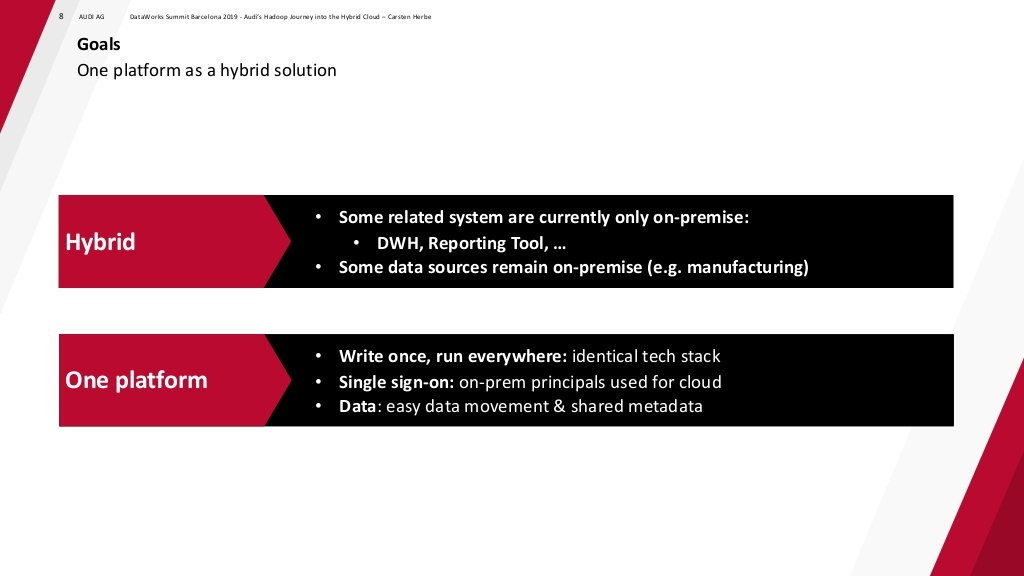 8 AUDI AG DataWorks Summit Barcelona 2019 - Audi's Hadoop Journey into the Hybrid Cloud – Carsten Herbe
Goals
One platform as a hybrid solution
Hybrid
• Some related system are currently only on-premise:
• DWH, Reporting Tool, ...
• Some data sources remain on-premise (e.g. manufacturing)
One platform
• Write once, run everywhere: identical tech stack
• Single sign-on: on-prem principals used for cloud
• Data: easy data movement & shared metadata